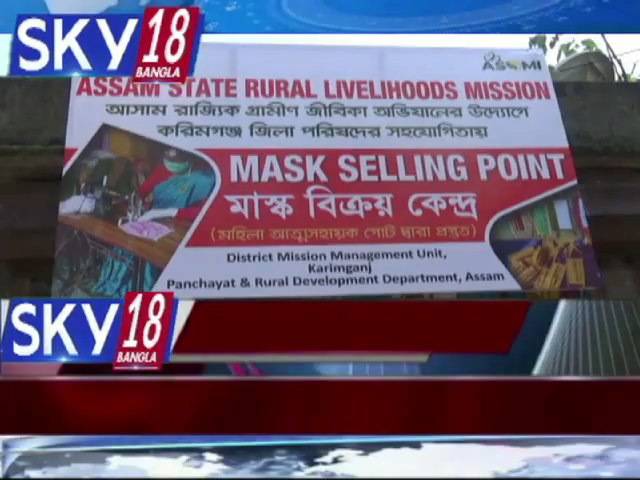 SKY 18
BANGLA
ASOMI
ASSAM STATE RURAL LIVELIHOODS MISSION
আসাম রাজ্যিক গ্রামীণ জীবিকা অভিযানের উদ্যোগে
করিমগঞ্জ জিলা পরিষদের সহযোগিতায়
MASK SELLING POINT
মাস্ক বিক্রয় কেন্দ্র
(মহিলা আত্মসহায়ক গোট দ্বারা প্রস্তুত)
District Mission Management Unit,
Karimganj
Panchayat & Rural Development Department, Assam
SKY 18
BANGLA